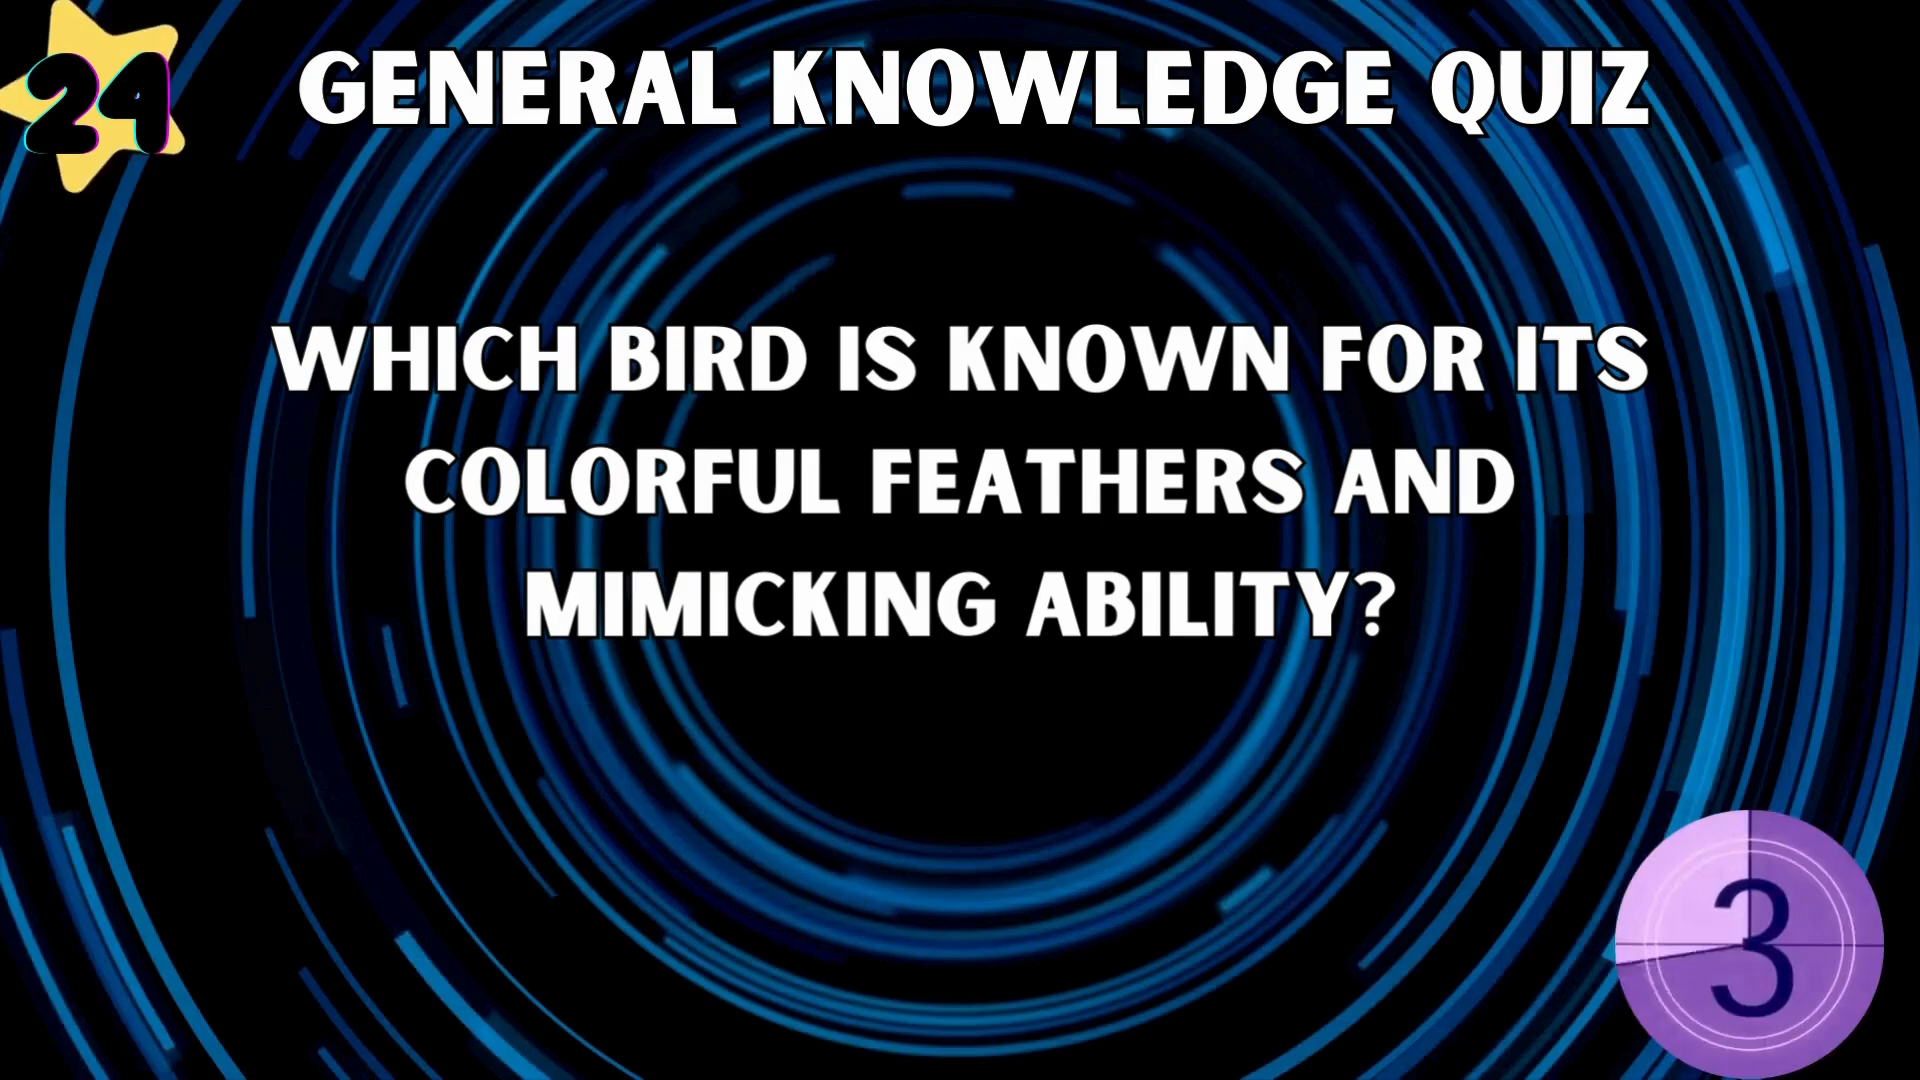 24
GENERAL KNOWLEDGE QUIZ
WHICH BIRD IS KNOWN FOR ITS
COLORFUL FEATHERS AND
MIMICKING ABILITY?
3